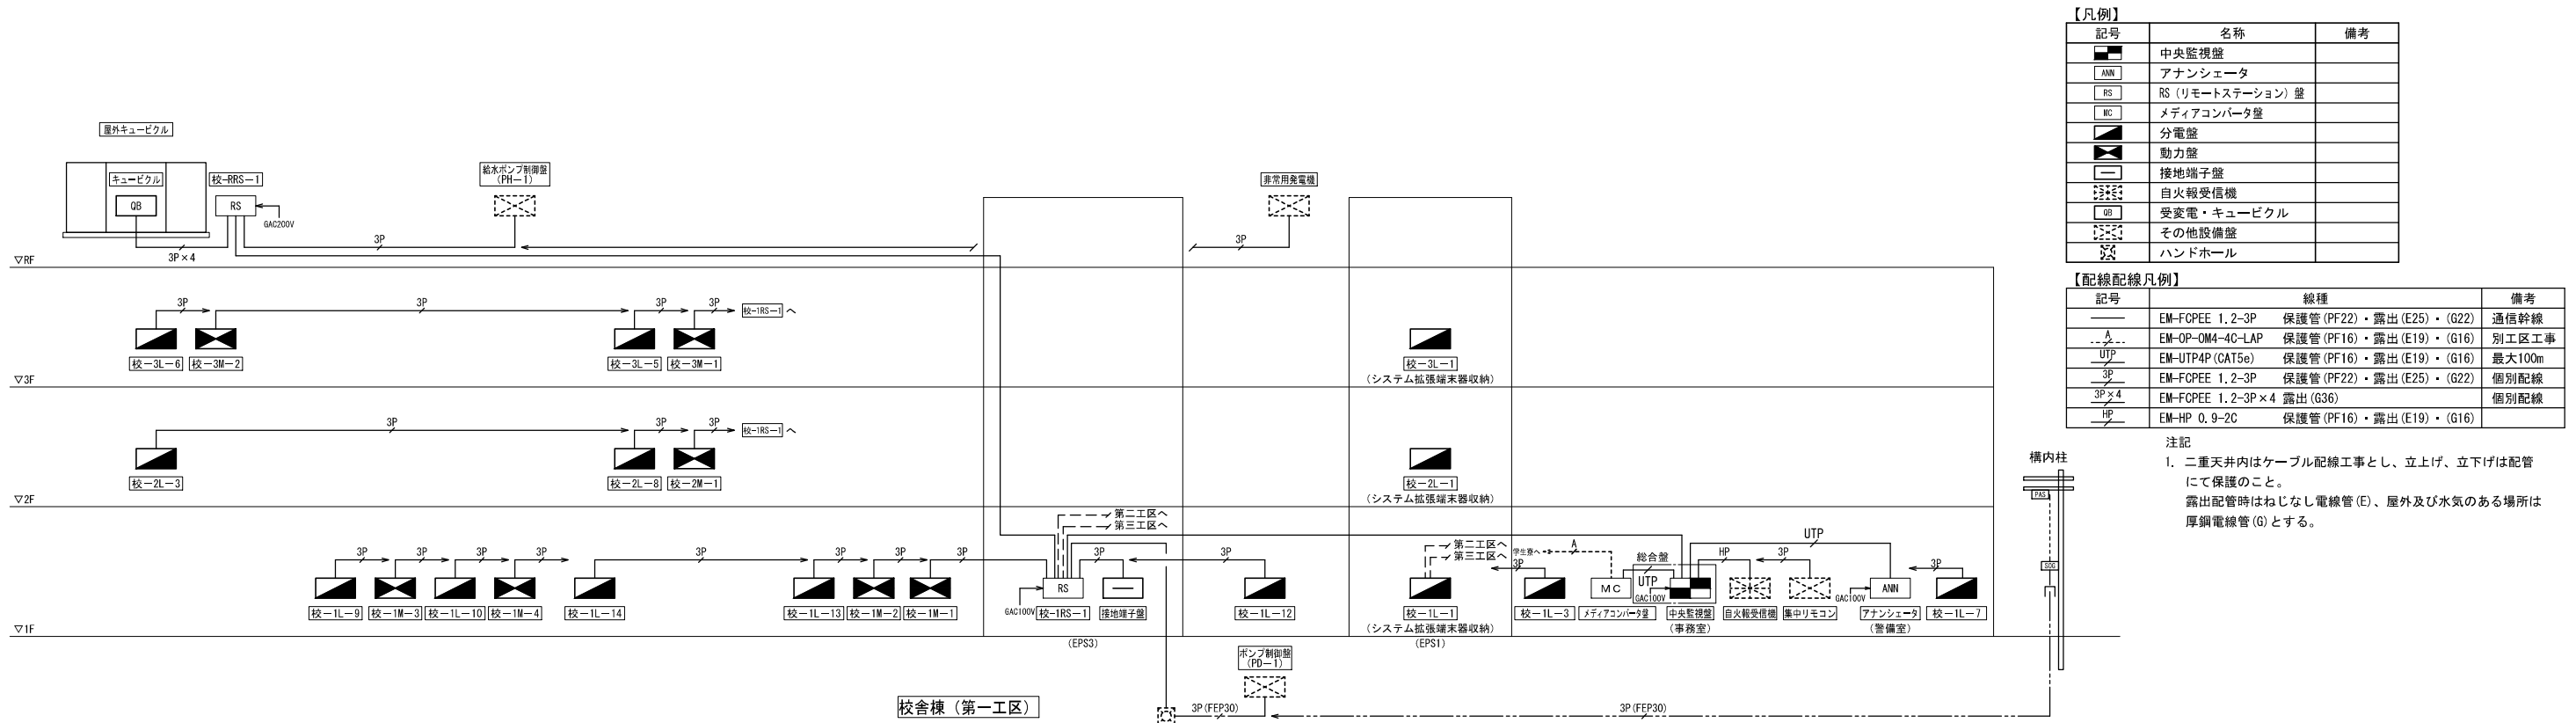 【凡例】
記号 名称 備考
中央監視盤
ANN アナンシェータ
RS RS（リモートステーション）盤
MC メディアコンバータ盤
分電盤
動力盤
接地端子盤
自火報受信機
QB 受変電・キュービクル
その他設備盤
ハンドホール
【配線配線凡例】
記号 線種 備考
EM-FCPEE 1.2-3P 保護管(PF22)・露出(E25)・(G22) 通信幹線
A EM-OP-OM4-4C-LAP 保護管(PF16)・露出(E19)・(G16) 別工区工事
UTP EM-UTP4P(CAT5e) 保護管(PF16)・露出(E19)・(G16) 最大100m
3P EM-FCPEE 1.2-3P 保護管(PF22)・露出(E25)・(G22) 個別配線
3P×4 EM-FCPEE 1.2-3P×4 露出(G36) 個別配線
HP EM-HP 0.9-2C 保護管(PF16)・露出(E19)・(G16)
注記
1. 二重天井内はケーブル配線工事とし、立上げ、立下げは配管
にて保護のこと。
露出配管時はねじなし電線管(E)、屋外及び水気のある場所は
厚鋼電線管(G)とする。
屋外キュービクル
キュービクル 校-RRS-1
QB RS
GAC200V
給水ポンプ制御盤
(PH-1)
非常用発電機
3P×4 3P 3P
▽RF
3P 3P 3P 3P 校-1RS-1 へ
校-3L-6 校-3M-2 校-3L-5 校-3M-1 校-3L-1
(システム拡張端末器収納)
▽3F
3P 3P 3P 校-1RS-1 へ
校-2L-3 校-2L-8 校-2M-1 校-2L-1
(システム拡張端末器収納)
▽2F
第二工区へ
第三工区へ
3P 3P 3P 3P 3P 3P 3P 3P 3P 3P
第二工区へ
第三工区へ
学生寮へ A 3P 総合盤 UTP HP 3P UTP 3P
GAC100V RS MC GAC100V GAC100V ANN
校-1L-9 校-1M-3 校-1L-10 校-1M-4 校-1L-14 校-1L-13 校-1M-2 校-1M-1 校-1RS-1 接地端子盤 校-1L-12 校-1L-1 校-1L-3 メディアコンバータ盤 中央監視盤 自火報受信機 集中リモコン アナンシェータ 校-1L-7
(システム拡張端末器収納) (事務室) (警備室)
▽1F
(EPS3) (EPS1)
構内柱
PAS
SOG
ポンプ制御盤
(PD-1)
校舎棟（第一工区）
3P(FEP30) 3P(FEP30)